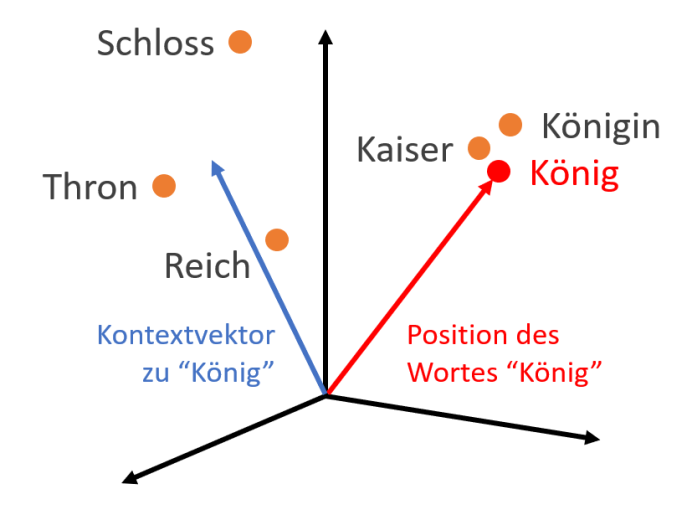 Schloss
Königin
Kaiser
König
Thron
Reich
Kontextvektor
zu “König”
Position des
Wortes “König”